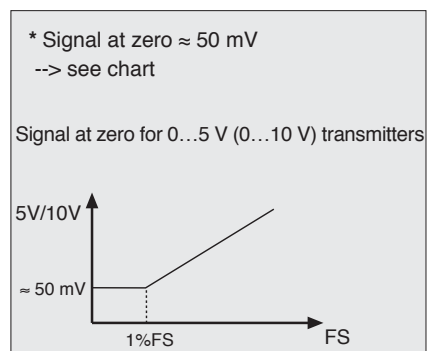 * Signal at zero ≈ 50 mV
--> see chart
Signal at zero for 0…5 V (0…10 V) transmitters
5V/10V
≈ 50 mV
1%FS
FS